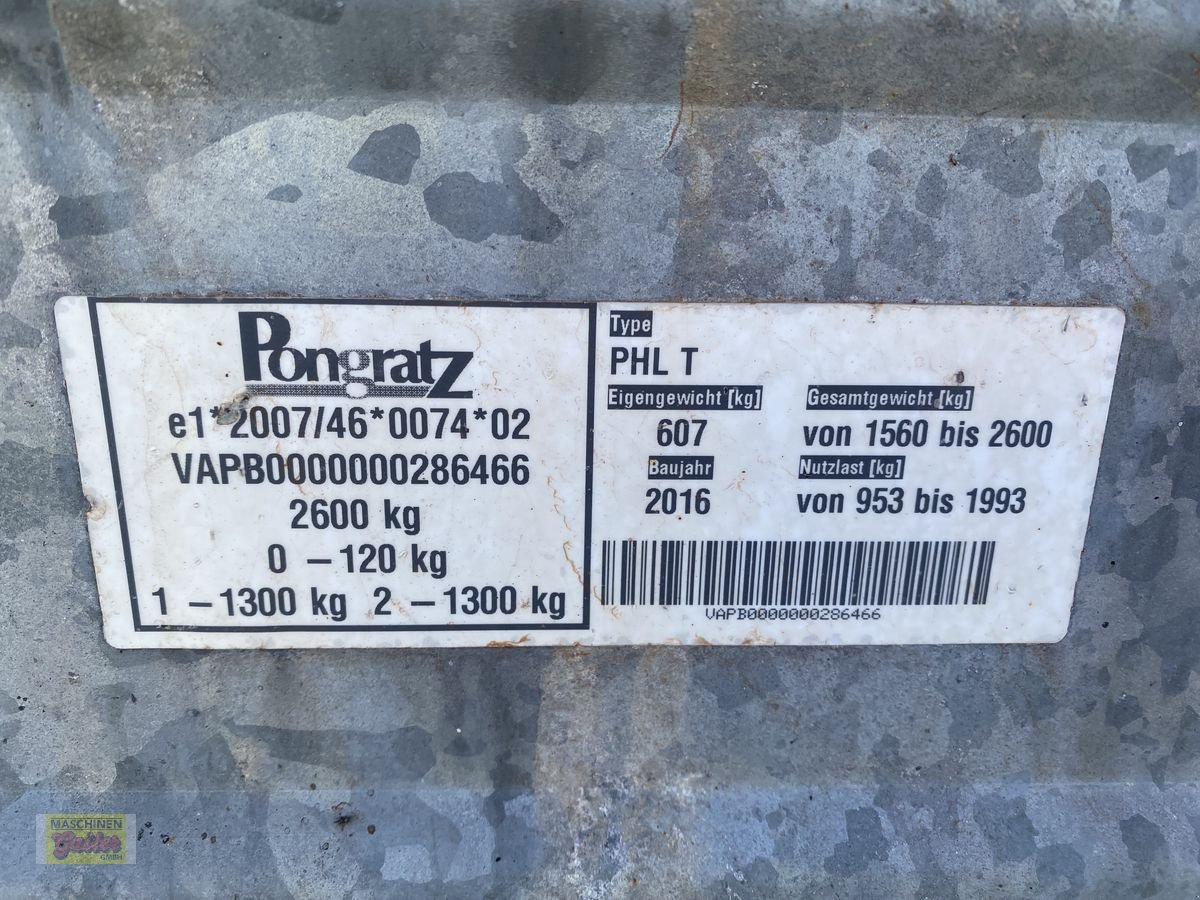 Pongratz
e1*2007/46*0074*02
VAPB0000000286466
2600 kg
0 – 120 kg
1 – 1300 kg 2 – 1300 kg
Type
PHL T
Eigengewicht [kg] Gesamtgewicht [kg]
607 von 1560 bis 2600
Baujahr Nutzlast [kg]
2016 von 953 bis 1993
VAPB0000000286466
MASCHINEN
Gailer
GMBH